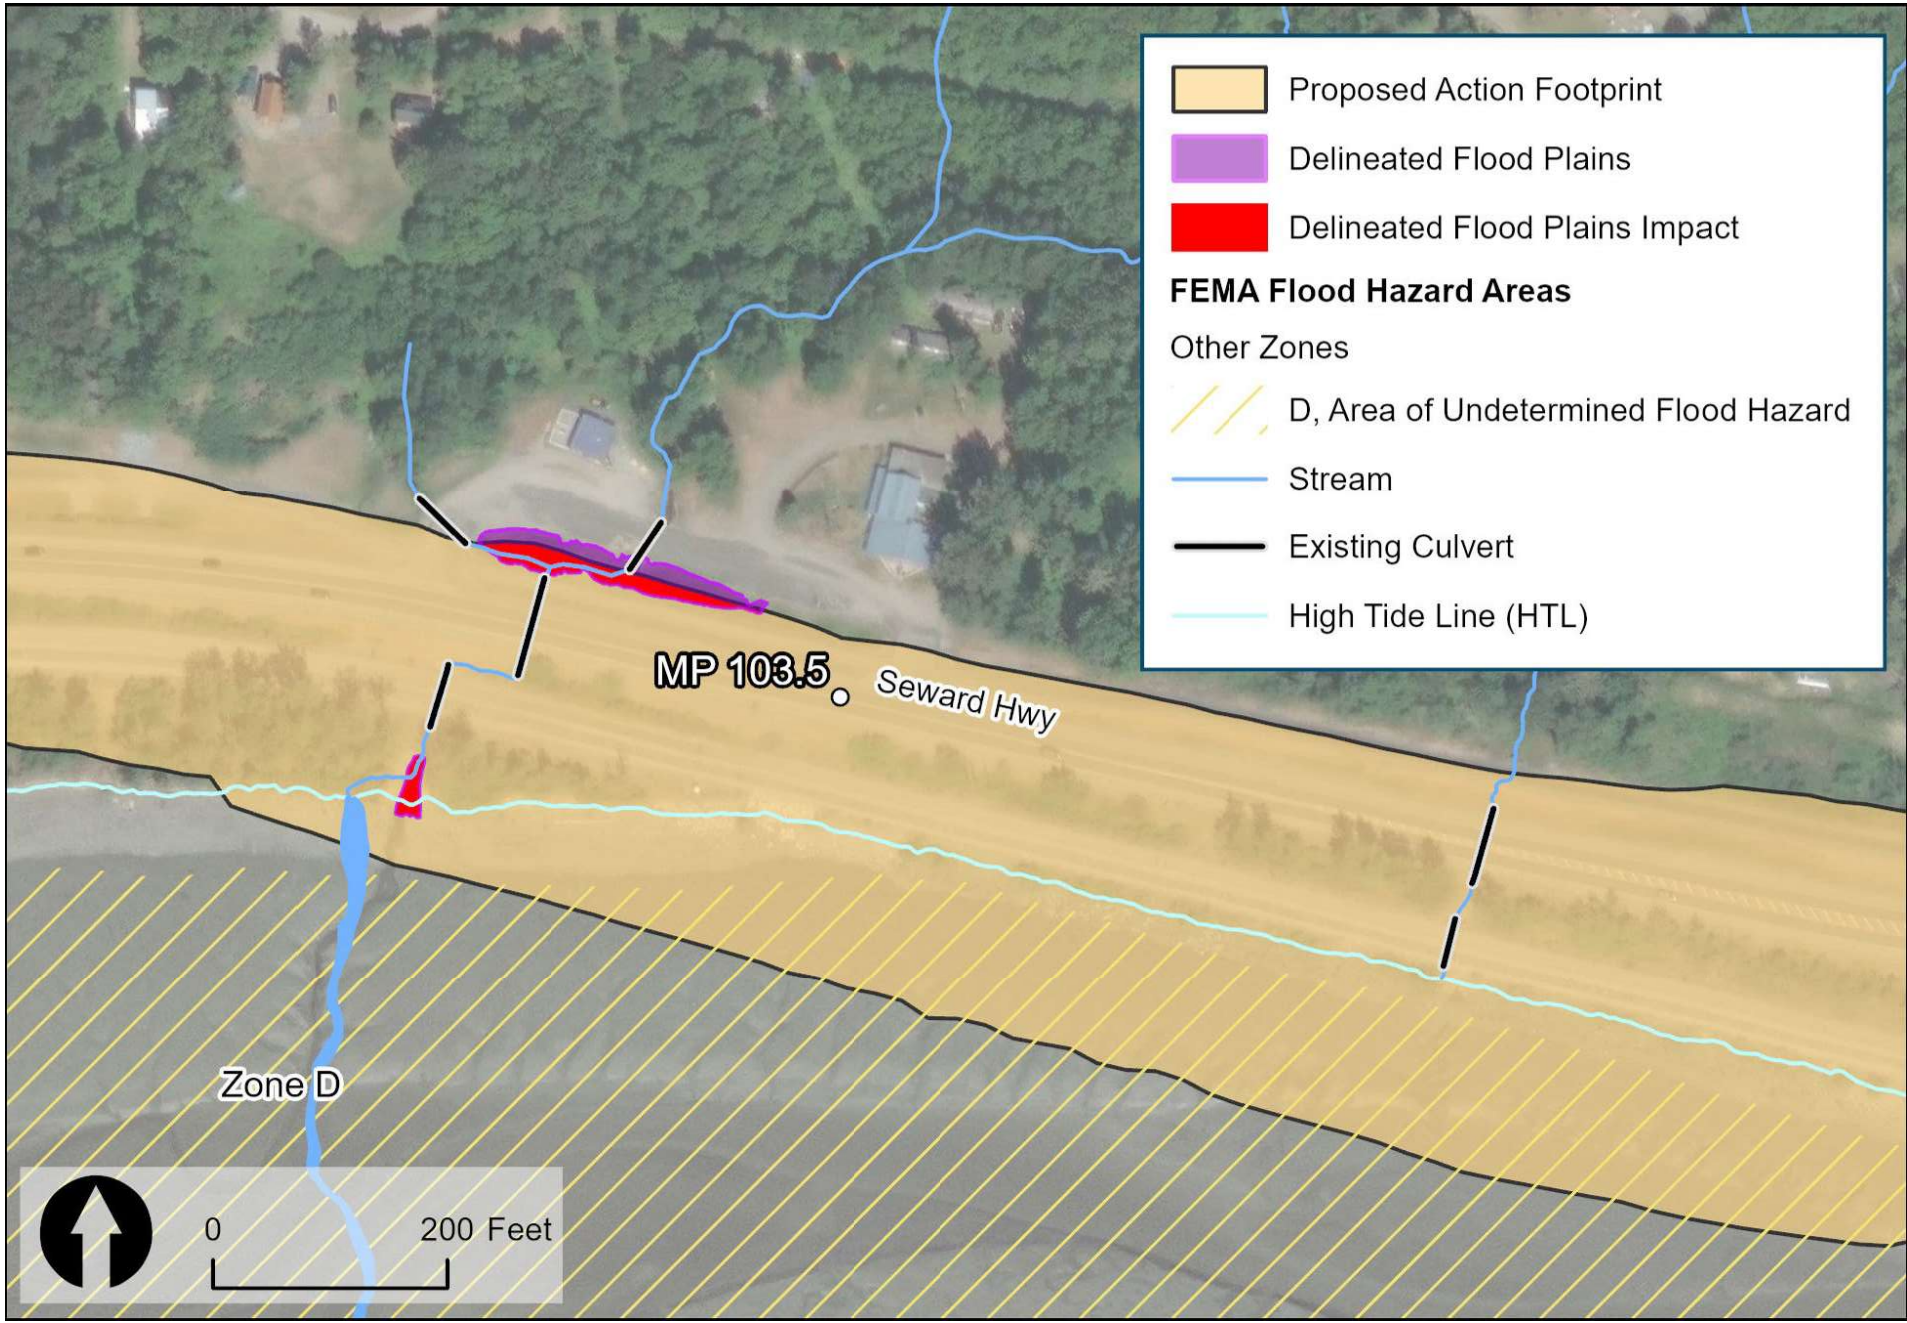 Proposed Action Footprint
Delineated Flood Plains
Delineated Flood Plains Impact
FEMA Flood Hazard Areas
Other Zones
D, Area of Undetermined Flood Hazard
Stream
Existing Culvert
High Tide Line (HTL)
MP 103.5
Seward Hwy
Zone D
0 200 Feet